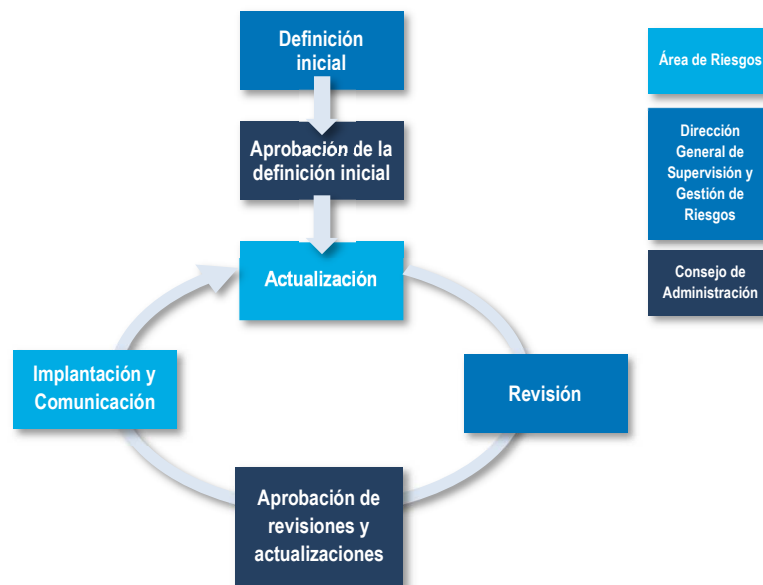 Definición
inicial
Aprobación de la
definición inicial
Actualización
Implantación y
Comunicación
Revisión
Aprobación de
revisiones y
actualizaciones
Área de Riesgos
Dirección
General de
Supervisión y
Gestión de
Riesgos
Consejo de
Administración